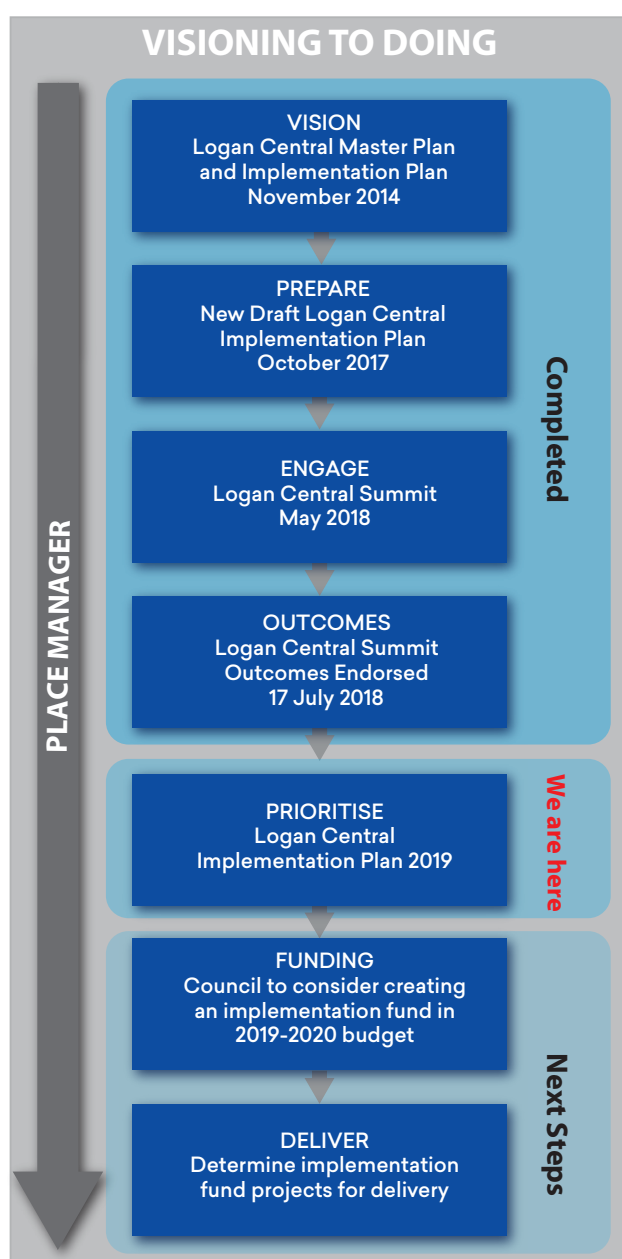 VISIONING TO DOING
PLACE MANAGER
VISION
Logan Central Master Plan
and Implementation Plan
November 2014
PREPARE
New Draft Logan Central
Implementation Plan
October 2017
ENGAGE
Logan Central Summit
May 2018
OUTCOMES
Logan Central Summit
Outcomes Endorsed
17 July 2018
Completed
PRIORITISE
Logan Central
Implementation Plan 2019
We are here
FUNDING
Council to consider creating
an implementation fund in
2019-2020 budget
DELIVER
Determine implementation
fund projects for delivery
Next Steps